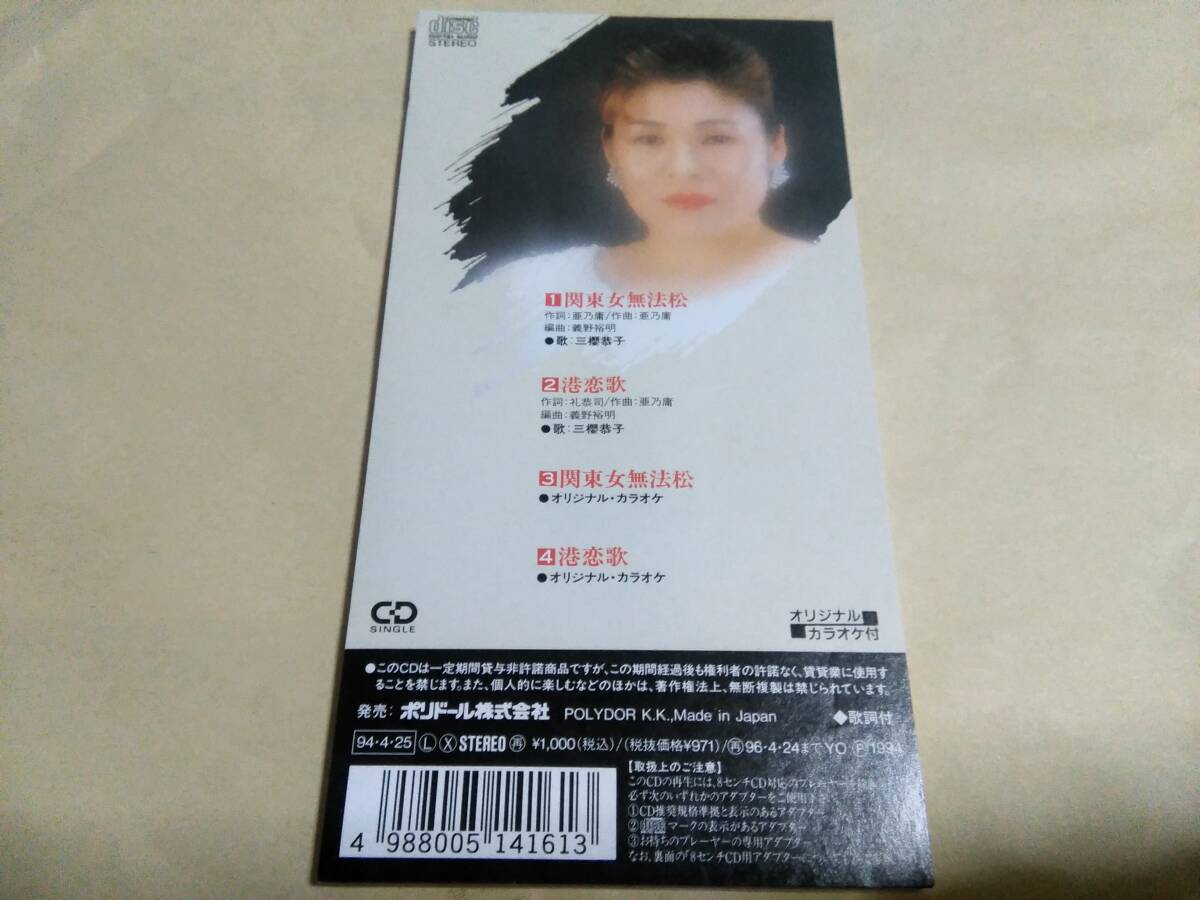 COMPACT
disc
DIGITAL AUDIO
STEREO
1 関東女無法松
作詞:亜乃庸/作曲:亜乃庸
編曲:義野裕明
●歌:三櫻恭子
2 港恋歌
作詞:礼恭司/作曲:亜乃庸
編曲:義野裕明
●歌:三櫻恭子
3 関東女無法松
●オリジナル・カラオケ
4 港恋歌
●オリジナル・カラオケ
CD
SINGLE
オリジナル■
■カラオケ付
●このCDは一定期間貸与非許諾商品ですが、この期間経過後も権利者の許諾なく、賃貸業に使用す
ることを禁じます。また、個人的に楽しむなどのほかは、著作権法上、無断複製は禁じられています。
発売:ポリドール株式会社 POLYDOR K.K.,Made in Japan ◆歌詞付
94・4・25 Ⓛ Ⓧ STEREO ㊢ ¥1,000(税込)/(税抜価格¥971)/再96・4・24まで YO Ⓟ1994
【取扱上のご注意】
このCDの再生には、8センチCD対応のプレーヤー
必ず次のいずれかのアダプターをご使用下さ
①CD推奨規格準拠と表示のあるアダプター
②disc マークの表示があるアダプター
③お持ちのプレーヤーの専用アダプタ
なお、裏面の「8センチCD用アダプター
4 988005 141613